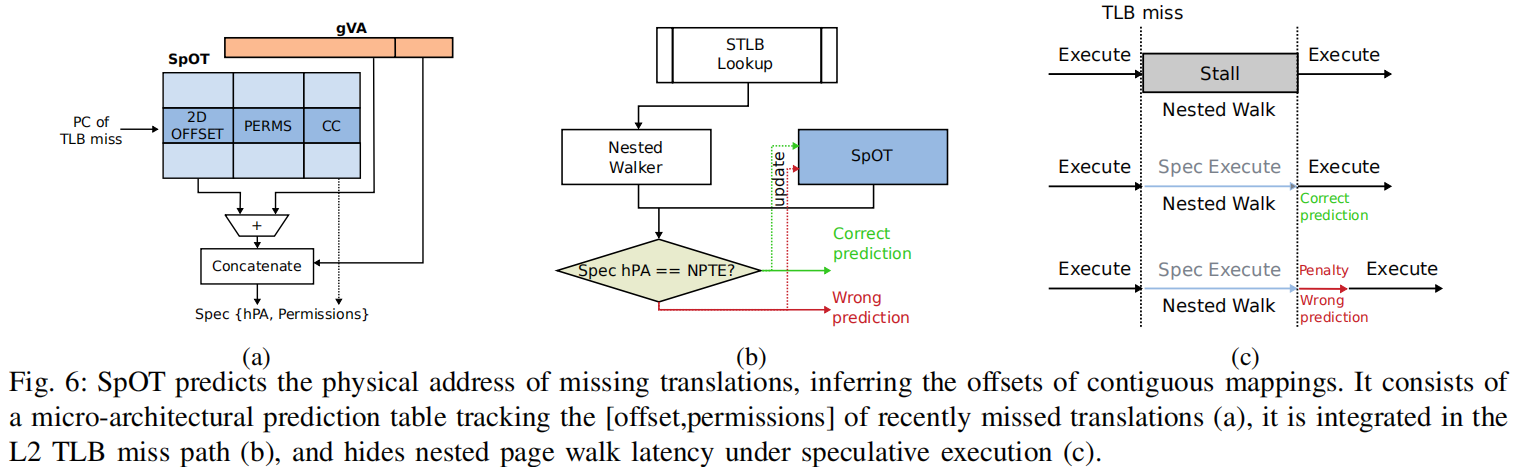 gVA
SpOT
PC of
TLB miss
2D
OFFSET
PERMS
CC
+
Concatenate
Spec {hPA, Permissions}
(a)
STLB
Lookup
Nested
Walker
SpOT
update
Spec hPA == NPTE?
Correct
prediction
Wrong
prediction
(b)
TLB miss
Execute
Stall
Execute
Nested Walk
Execute
Spec Execute
Execute
Nested Walk
Correct
prediction
Execute
Spec Execute
Penalty
Execute
Nested Walk
Wrong
prediction
(c)
Fig. 6: SpOT predicts the physical address of missing translations, inferring the offsets of contiguous mappings. It consists of
a micro-architectural prediction table tracking the [offset,permissions] of recently missed translations (a), it is integrated in the
L2 TLB miss path (b), and hides nested page walk latency under speculative execution (c).